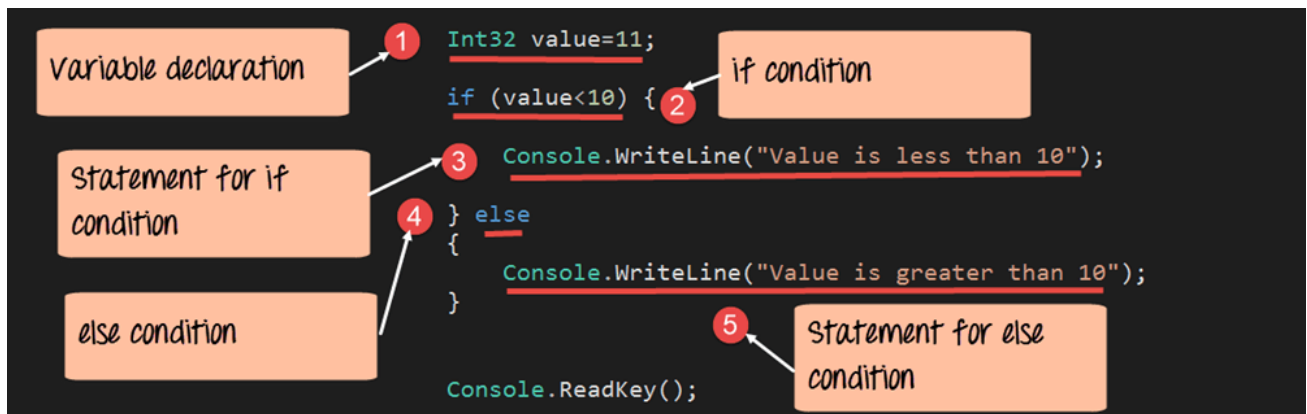 Variable declaration
1
Int32 value=11;
if (value<10) {
2
if condition
3
Console.WriteLine("Value is less than 10");
Statement for if
condition
4
} else
{
Console.WriteLine("Value is greater than 10");
}
else condition
5
Statement for else
condition
Console.ReadKey();